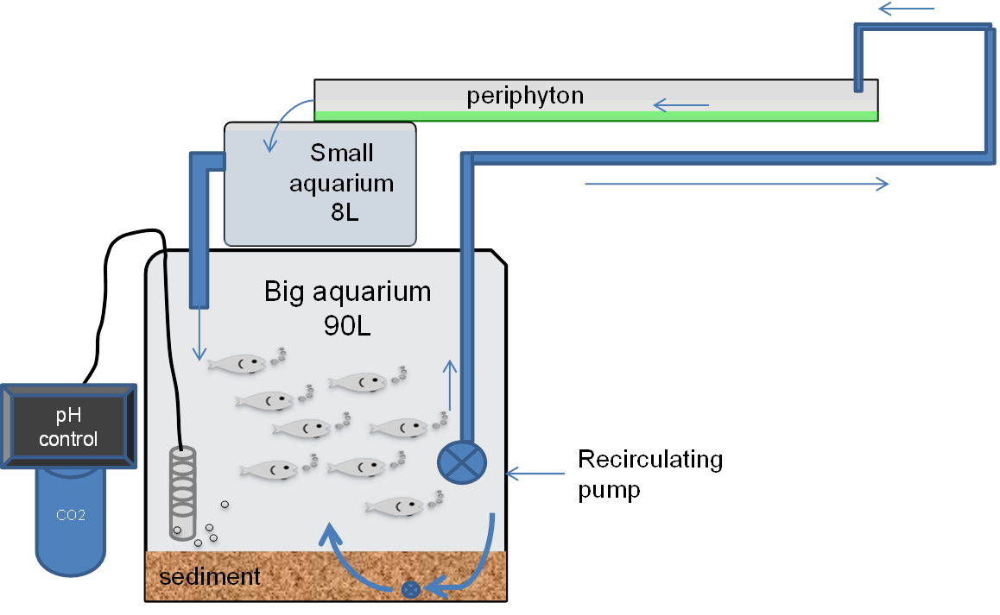 periphyton
Small
aquarium
8L
Big aquarium
90L
pH
control
CO2
Recirculating
pump
sediment